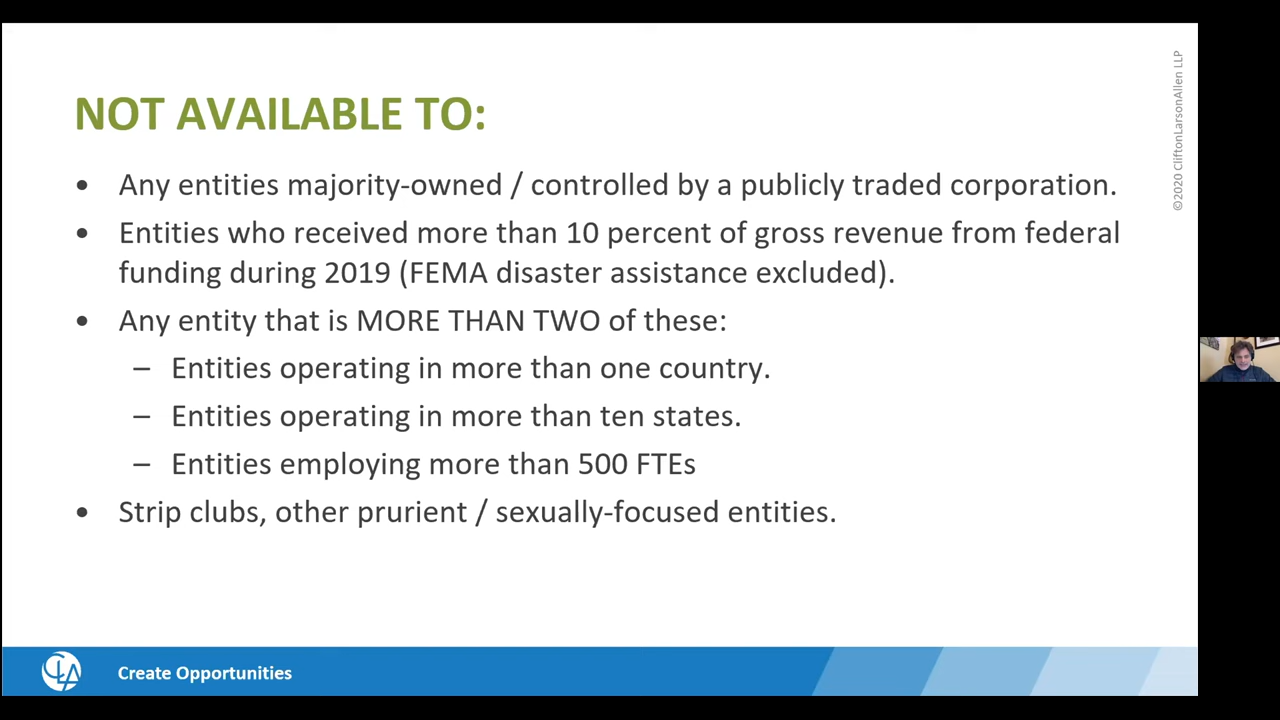 NOT AVAILABLE TO:
• Any entities majority-owned / controlled by a publicly traded corporation.
• Entities who received more than 10 percent of gross revenue from federal
funding during 2019 (FEMA disaster assistance excluded).
• Any entity that is MORE THAN TWO of these:
– Entities operating in more than one country.
– Entities operating in more than ten states.
– Entities employing more than 500 FTEs
• Strip clubs, other prurient / sexually-focused entities.
©2020 CliftonLarsonAllen LLP
CLA
Create Opportunities